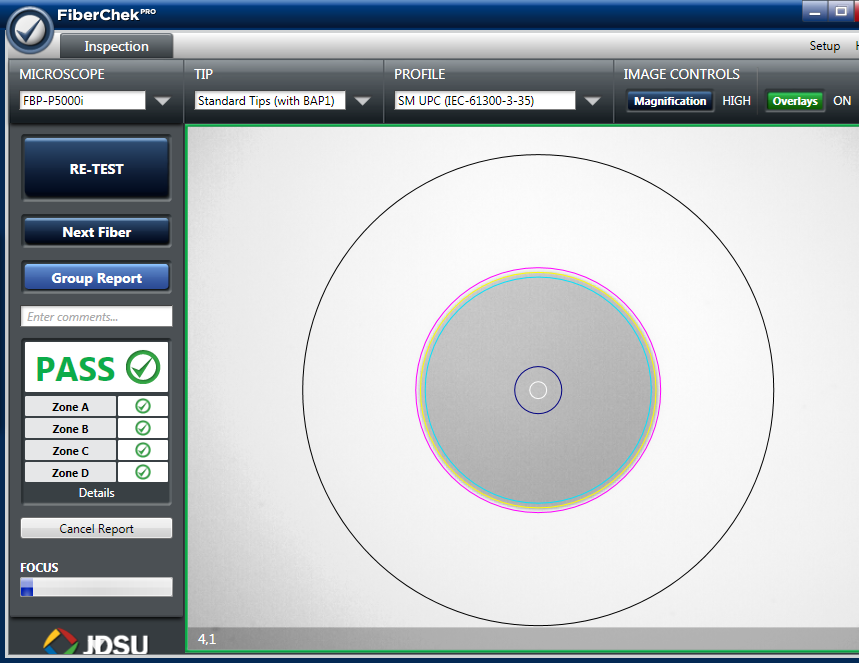 FiberChekPRO
Inspection
Setup
MICROSCOPE
TIP
PROFILE
IMAGE CONTROLS
FBP-P5000i
Standard Tips (with BAP1)
SM UPC (IEC-61300-3-35)
Magnification
HIGH
Overlays
ON
RE-TEST
Next Fiber
Group Report
Enter comments...
PASS
Zone A
Zone B
Zone C
Zone D
Details
Cancel Report
FOCUS
JDSU
4,1